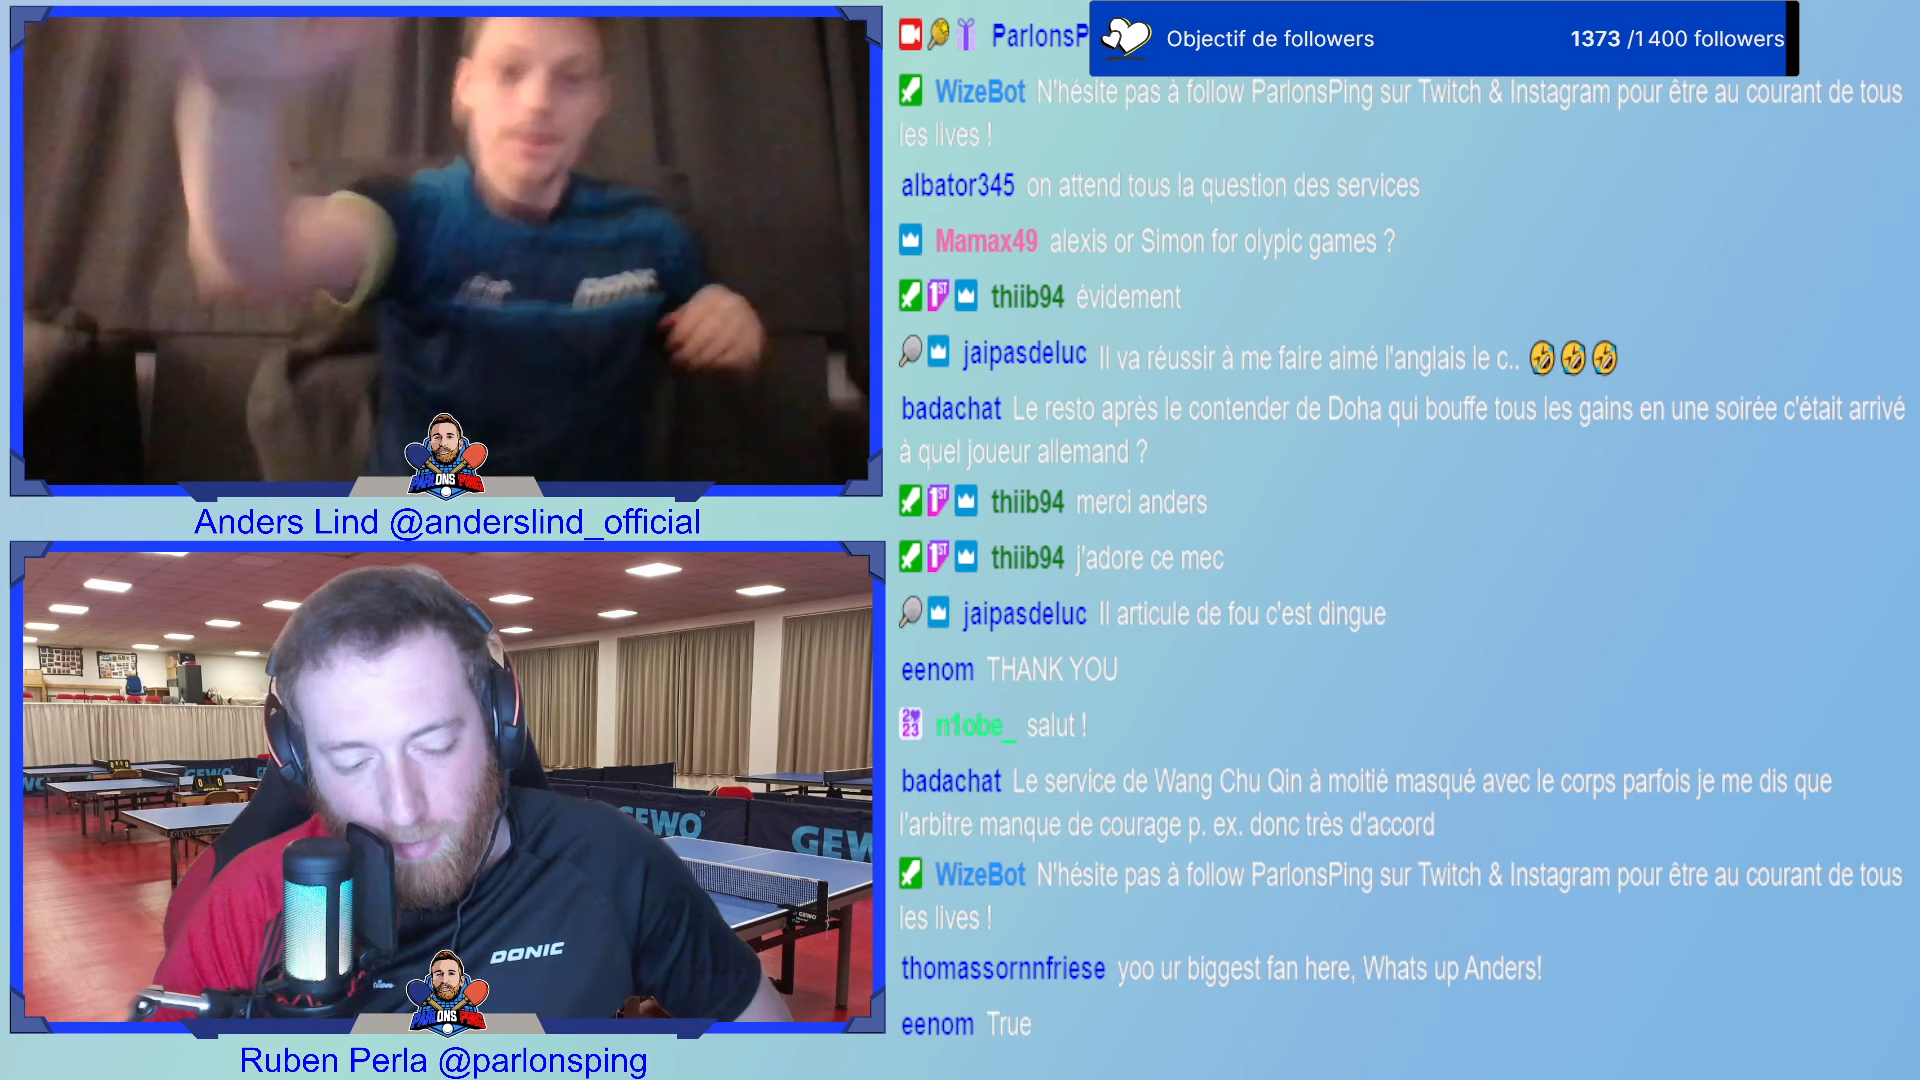 Anders Lind @anderslind_official
GEWO
GEWO
GEWO
DONIC
PARLONS PING
Ruben Perla @parlonsping
ParlonsP
Objectif de followers
1373 /1 400 followers
WizeBot N'hésite pas à follow ParlonsPing sur Twitch & Instagram pour être au courant de tous
les lives !
albator345 on attend tous la question des services
Mamax49 alexis or Simon for olypic games ?
1ST thiib94 évidement
jaipasdeluc Il va réussir à me faire aimé l'anglais le c..
badachat Le resto après le contender de Doha qui bouffe tous les gains en une soirée c'était arrivé
à quel joueur allemand ?
1ST thiib94 merci anders
1ST thiib94 j'adore ce mec
jaipasdeluc Il articule de fou c'est dingue
eenom THANK YOU
n1obe_ salut !
badachat Le service de Wang Chu Qin à moitié masqué avec le corps parfois je me dis que
l'arbitre manque de courage p. ex. donc très d'accord
WizeBot N'hésite pas à follow ParlonsPing sur Twitch & Instagram pour être au courant de tous
les lives !
thomassornnfriese yoo ur biggest fan here, Whats up Anders!
eenom True